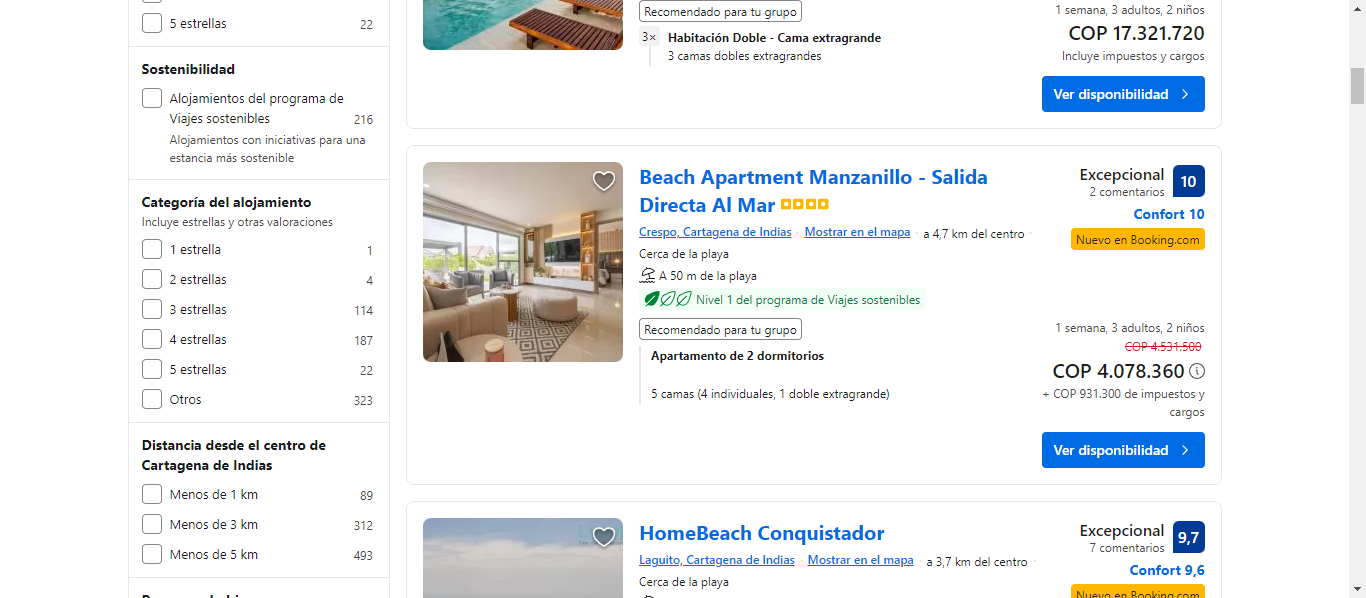 5 estrellas 22
Sostenibilidad
Alojamientos del programa de
Viajes sostenibles 216
Alojamientos con iniciativas para una
estancia más sostenible
Categoría del alojamiento
Incluye estrellas y otras valoraciones
1 estrella 1
2 estrellas 4
3 estrellas 114
4 estrellas 187
5 estrellas 22
Otros 323
Distancia desde el centro de
Cartagena de Indias
Menos de 1 km 89
Menos de 3 km 312
Menos de 5 km 493
Recomendado para tu grupo
3× Habitación Doble - Cama extragrande
3 camas dobles extragrandes
1 semana, 3 adultos, 2 niños
COP 17.321.720
Incluye impuestos y cargos
Ver disponibilidad
Beach Apartment Manzanillo - Salida
Directa Al Mar
Crespo, Cartagena de Indias · Mostrar en el mapa · a 4,7 km del centro ·
Cerca de la playa
A 50 m de la playa
Nivel 1 del programa de Viajes sostenibles
Recomendado para tu grupo
Apartamento de 2 dormitorios
5 camas (4 individuales, 1 doble extragrande)
Excepcional 10
2 comentarios
Confort 10
Nuevo en Booking.com
1 semana, 3 adultos, 2 niños
COP 4.531.500
COP 4.078.360
+ COP 931.300 de impuestos y
cargos
Ver disponibilidad
HomeBeach Conquistador
Laguito, Cartagena de Indias · Mostrar en el mapa · a 3,7 km del centro ·
Cerca de la playa
Excepcional 9,7
7 comentarios
Confort 9,6
Nuevo en Booking.com